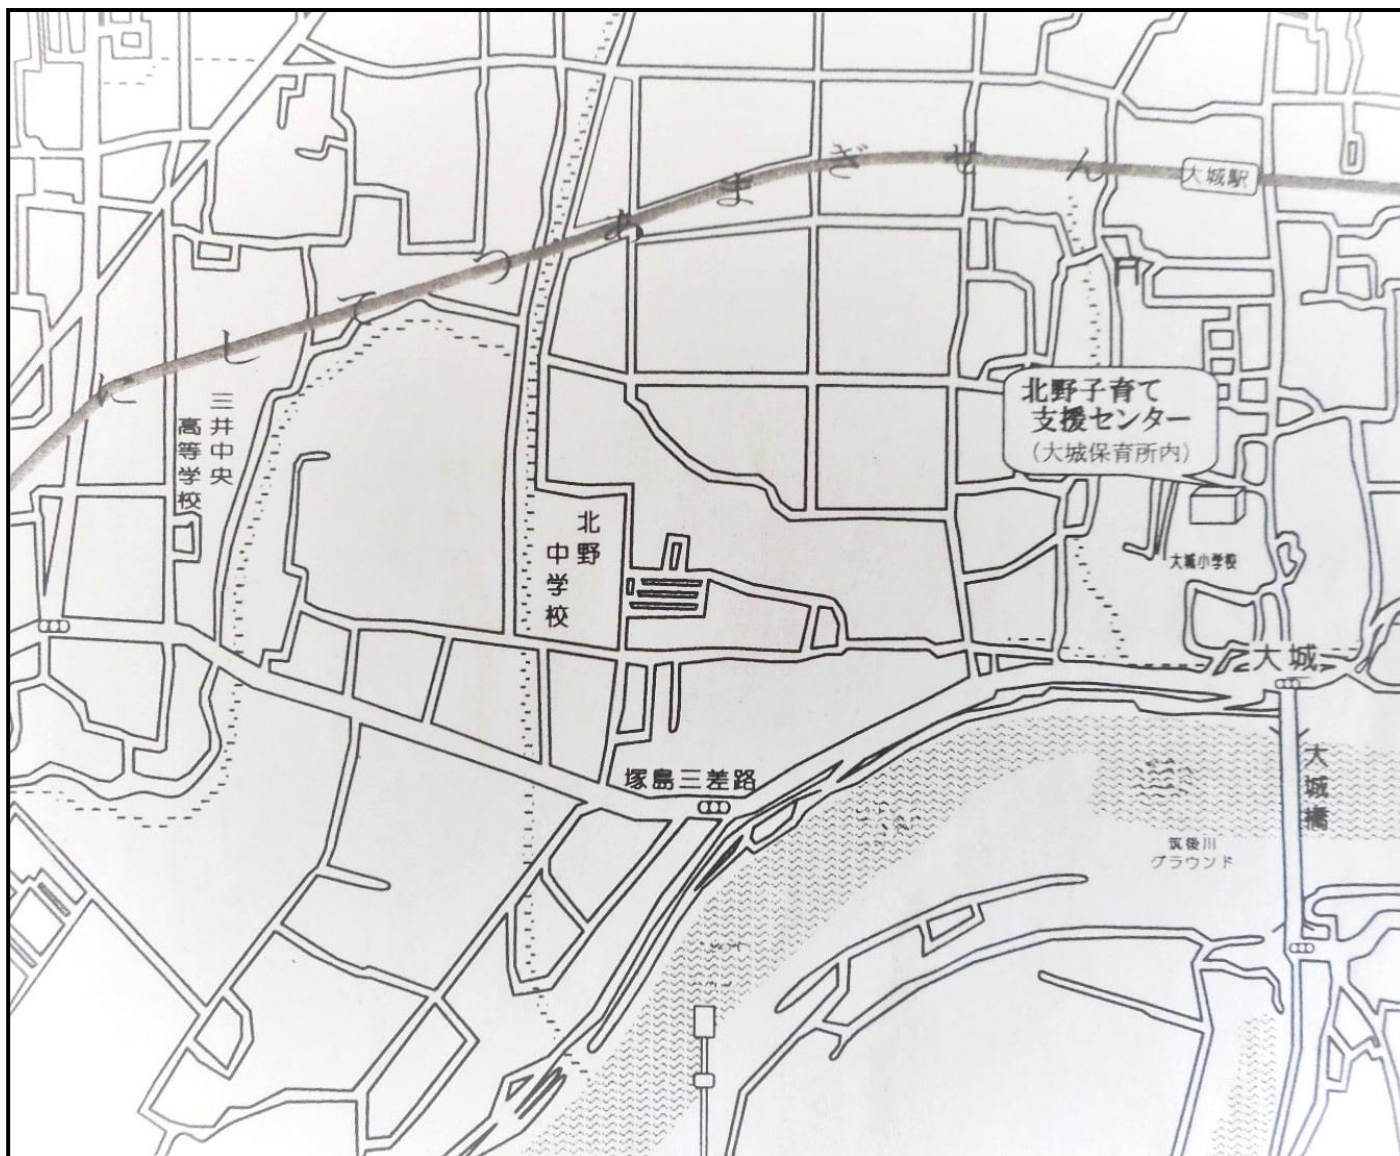 にしてつあまぎせん
大城駅
三井中央
高等学校
北野子育て
支援センター
(大城保育所内)
北野
中学校
大城小学校
大城
塚島三差路
大城橋
筑後川
グラウンド